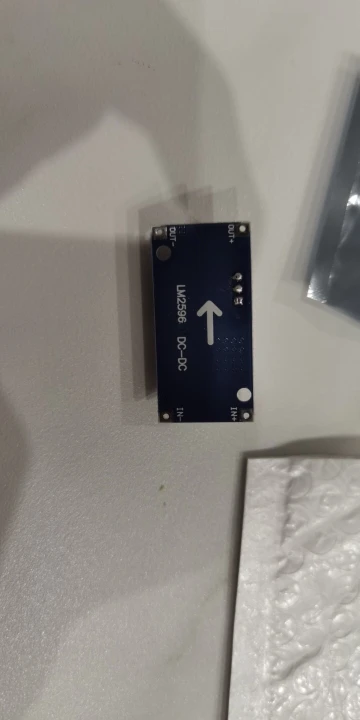 OUT-
OUT+
LM2596 DC-DC
IN-
IN+